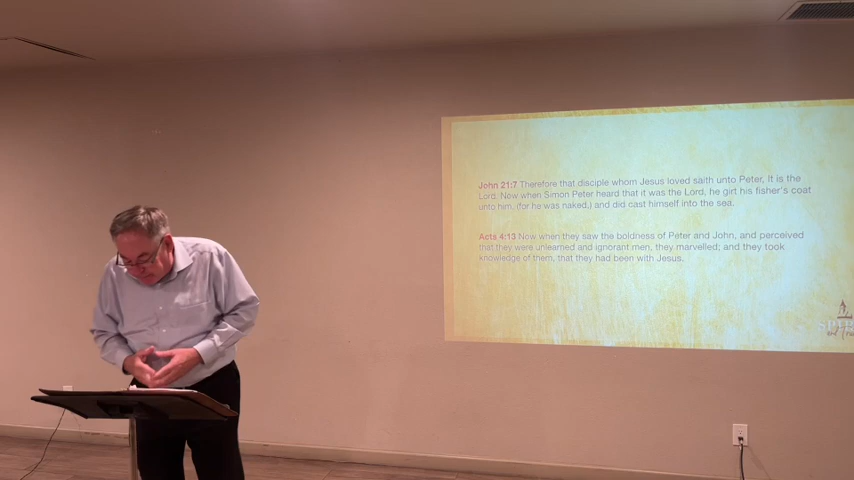 John 21:7 Therefore that disciple whom Jesus loved saith unto Peter, It is the
Lord. Now when Simon Peter heard that it was the Lord, he girt his fisher's coat
unto him, (for he was naked,) and did cast himself into the sea.
Acts 4:13 Now when they saw the boldness of Peter and John, and perceived
that they were unlearned and ignorant men, they marvelled; and they took
knowledge of them, that they had been with Jesus.